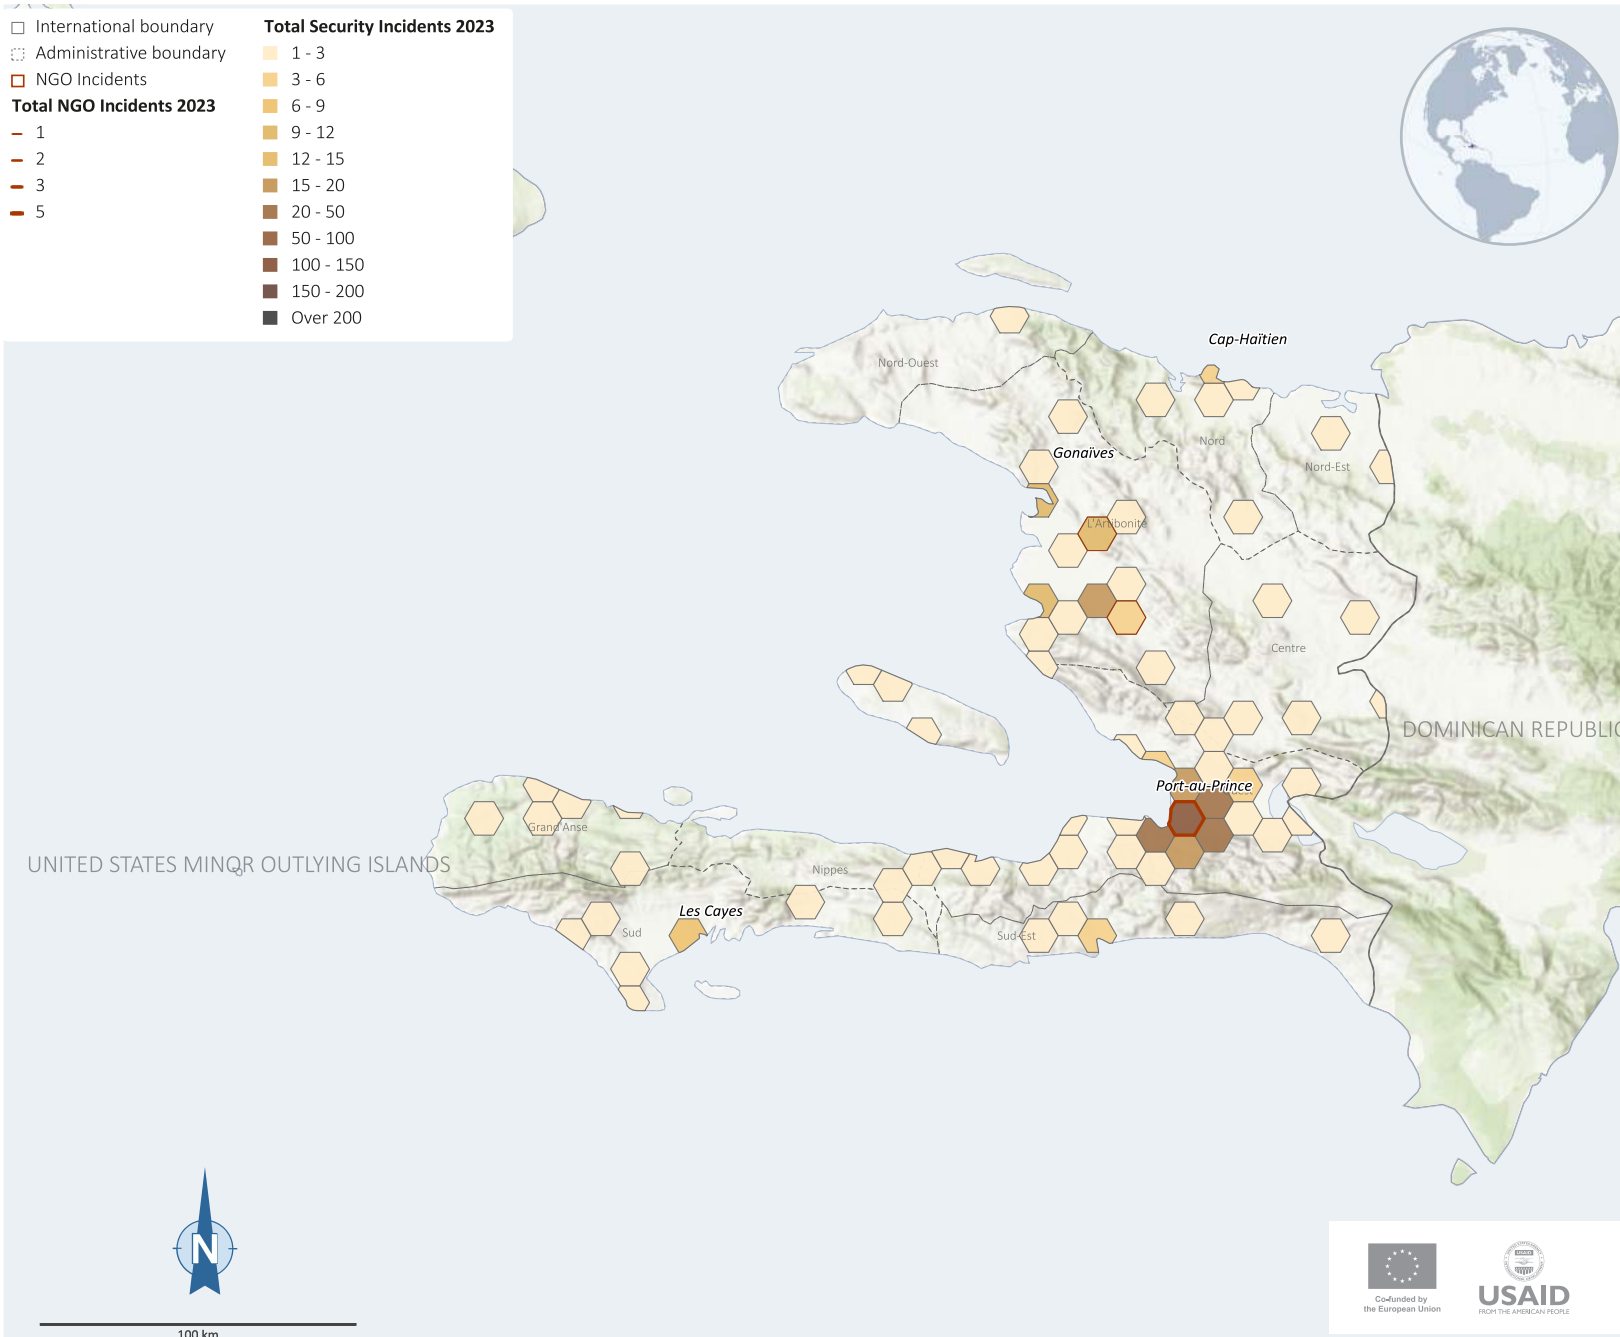 International boundary
Administrative boundary
NGO Incidents
Total NGO Incidents 2023
1
2
3
5
Total Security Incidents 2023
1 - 3
3 - 6
6 - 9
9 - 12
12 - 15
15 - 20
20 - 50
50 - 100
100 - 150
150 - 200
Over 200
Cap-Haïtien
Nord-Ouest
Nord
Gonaïves
Nord-Est
L'Artibonite
Centre
DOMINICAN REPUBLIC
Port-au-Prince
Grand'Anse
UNITED STATES MINOR OUTLYING ISLANDS
Nippes
Les Cayes
Sud
Sud-Est
N
100 km
Co-funded by
the European Union
USAID
USAID
FROM THE AMERICAN PEOPLE